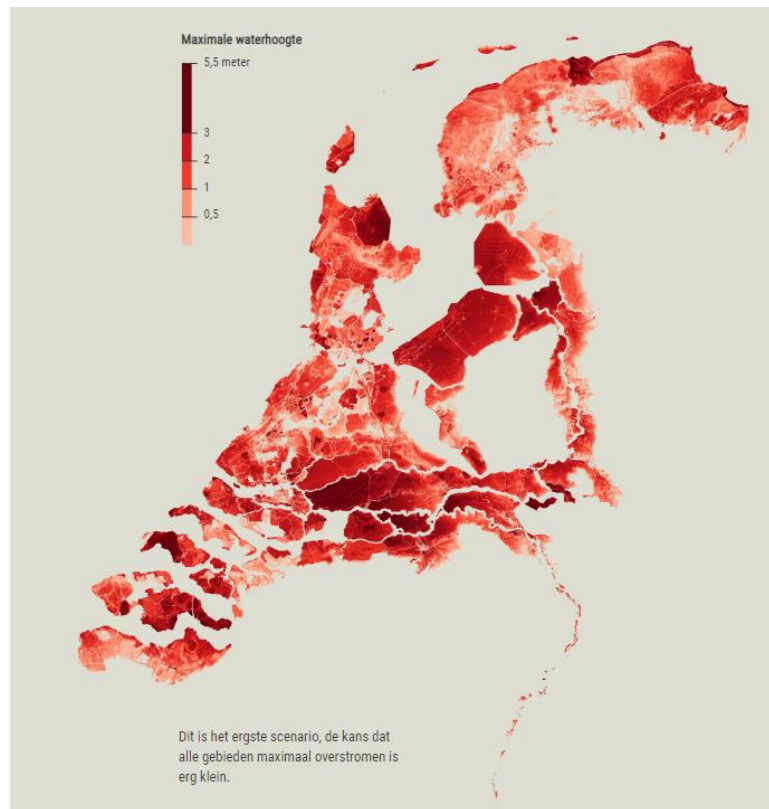 Maximale waterhoogte
5,5 meter
3
2
1
0,5
Dit is het ergste scenario, de kans dat
alle gebieden maximaal overstromen is
erg klein.